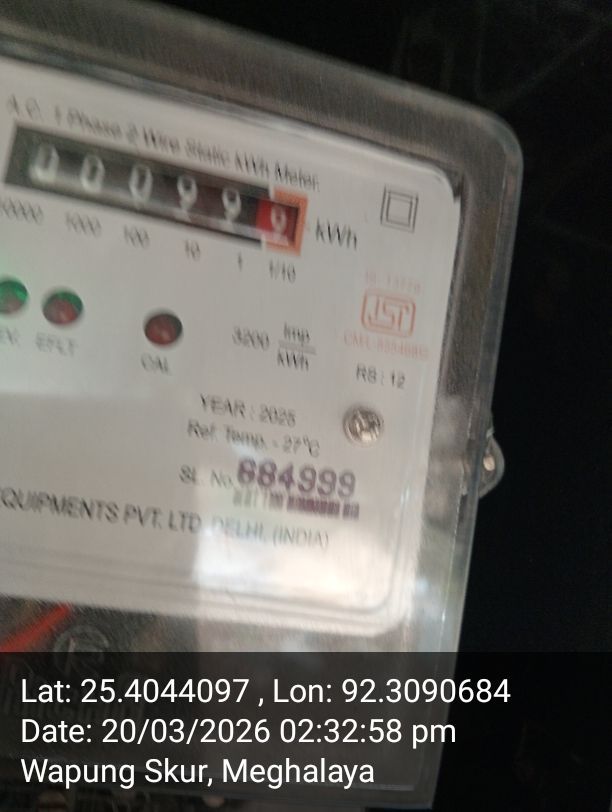 A.C. 1 Phase 2 Wire Static kWh Meter
0 0 0 9 9 9 kWh
10000 1000 100 10 1 1/10
EFLT
CAL
3200 Imp/kWh
RS : 12
YEAR : 2025
Ref. Temp. - 27°C
SL. No. 684999
EQUIPMENTS PVT. LTD. DELHI, (INDIA)
Lat: 25.4044097 , Lon: 92.3090684
Date: 20/03/2026 02:32:58 pm
Wapung Skur, Meghalaya